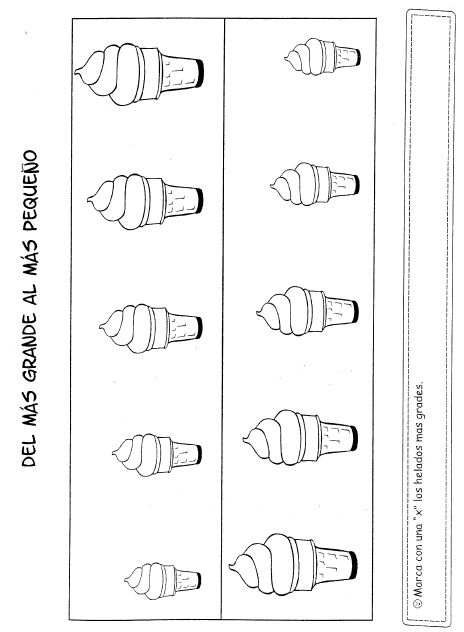 DEL MÁS GRANDE AL MÁS PEQUEÑO
☺ Marca con una "x" los helados mas grades.